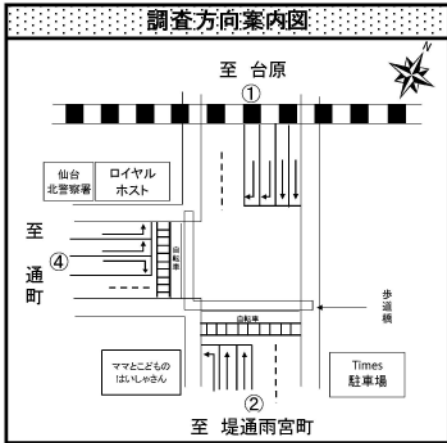 調査方向案内図
N
至 台原
①
仙台
北警察署
ロイヤル
ホスト
至
④
通
町
自転車
歩道橋
自転車
ママとこどもの
はいしゃさん
Times
駐車場
②
至 堤通雨宮町